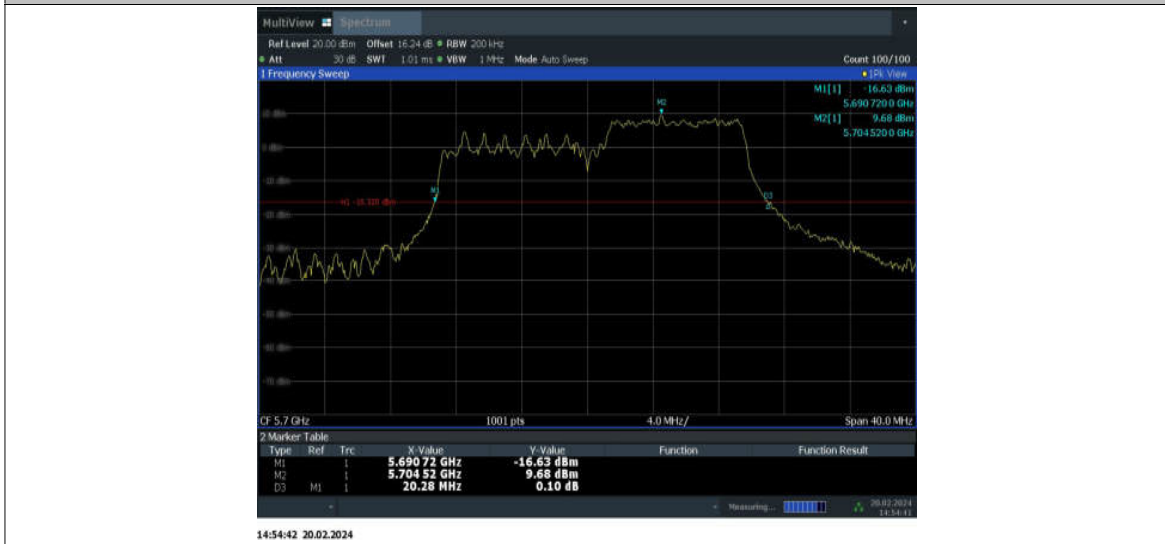 MultiView Spectrum
Ref Level 20.00 dBm Offset 16.24 dB RBW 200 kHz
Att 30 dB SWT 1.01 ms VBW 1 MHz Mode Auto Sweep Count 100/100
1 Frequency Sweep 1Pk View
M1[1] -16.63 dBm
5.690 720 0 GHz
M2[1] 9.68 dBm
5.704 520 0 GHz
M2
M1
D3
CF 5.7 GHz 1001 pts 4.0 MHz/ Span 40.0 MHz
2 Marker Table
Type Ref Trc X-Value Y-Value Function Function Result
M1 1 5.690 72 GHz -16.63 dBm
M2 1 5.704 52 GHz 9.68 dBm
D3 M1 1 20.28 MHz 0.10 dB
Measuring... 20.02.2024
14:54:41
14:54:42 20.02.2024